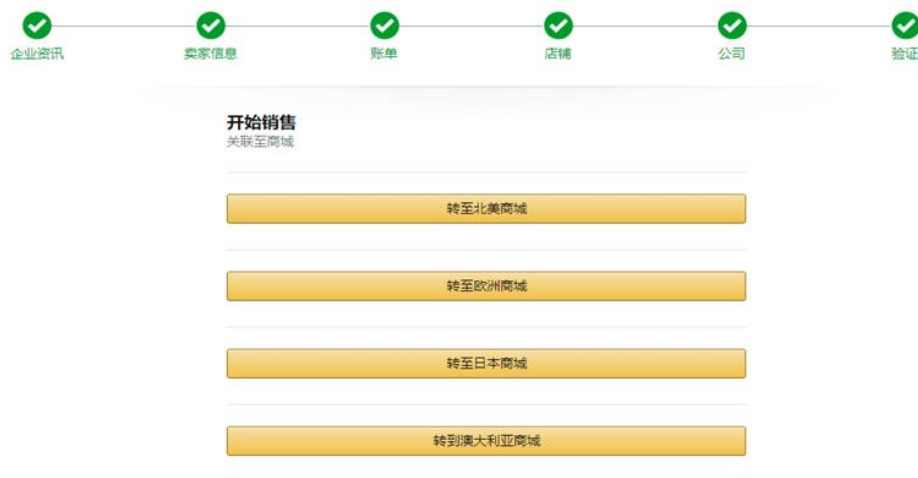 企业资讯 卖家信息 账单 店铺 公司 验证
开始销售
关联至商城
转至北美商城
转至欧洲商城
转至日本商城
转到澳大利亚商城